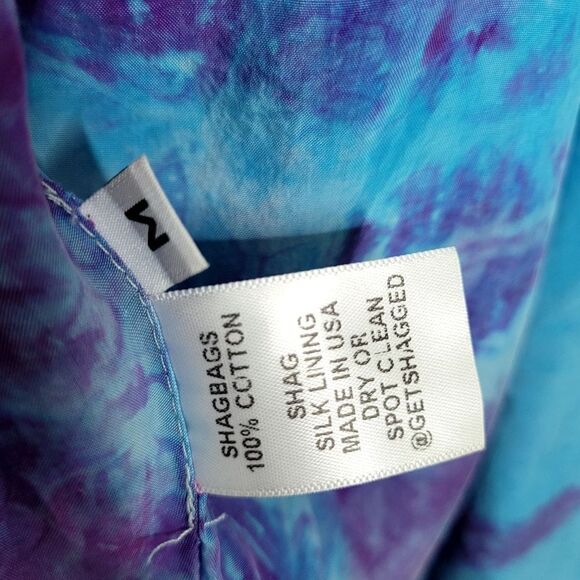 M
SHAGBAGS
100% COTTON
SHAG
SILK LINING
MADE IN USA
DRY OR
SPOT CLEAN
@GETSHAGGED